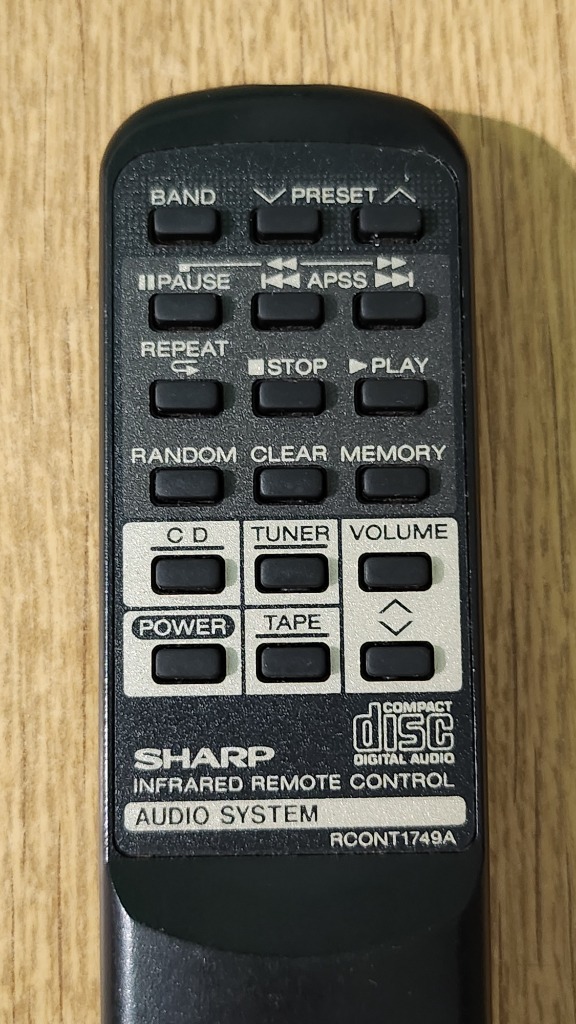 BAND PRESET
PAUSE APSS
REPEAT STOP PLAY
RANDOM CLEAR MEMORY
CD TUNER VOLUME
POWER TAPE
COMPACT
disc
DIGITAL AUDIO
SHARP
INFRARED REMOTE CONTROL
AUDIO SYSTEM
RCONT1749A